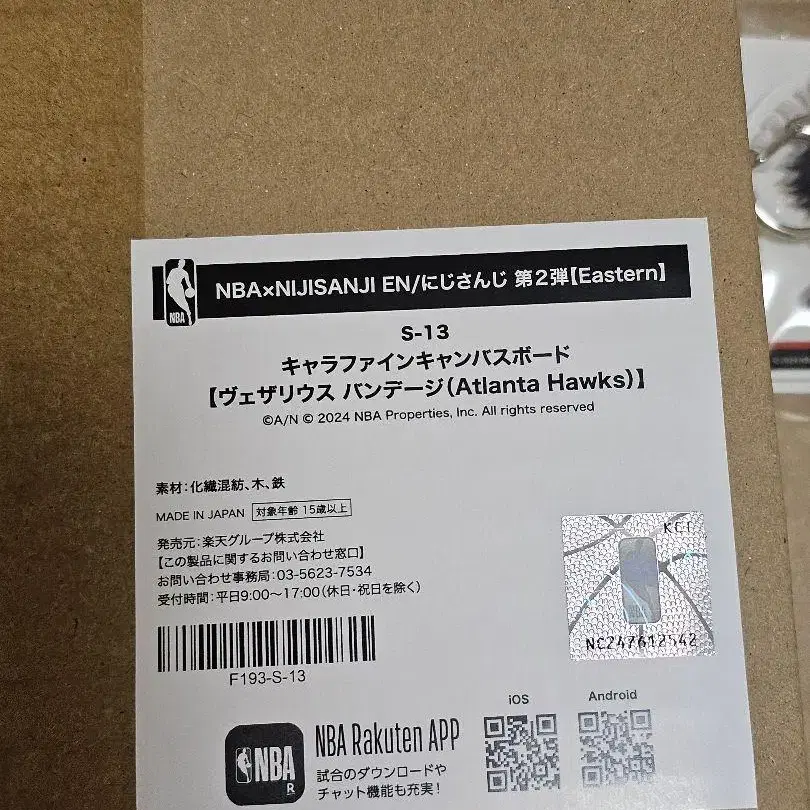 NBA
NBA×NIJISANJI EN/にじさんじ 第2弾【Eastern】
S-13
キャラファインキャンバスボード
【ヴェザリウス バンデージ(Atlanta Hawks)】
©A/N © 2024 NBA Properties, Inc. All rights reserved
素材:化繊混紡、木、鉄
MADE IN JAPAN 対象年齢 15歳以上
発売元:楽天グループ株式会社
【この製品に関するお問い合わせ窓口】
お問い合わせ事務局:03-5623-7534
受付時間:平日9:00〜17:00(休日・祝日を除く)
NC247612542
F193-S-13
iOS
Android
NBA
R
NBA Rakuten APP
試合のダウンロードや
チャット機能も充実!